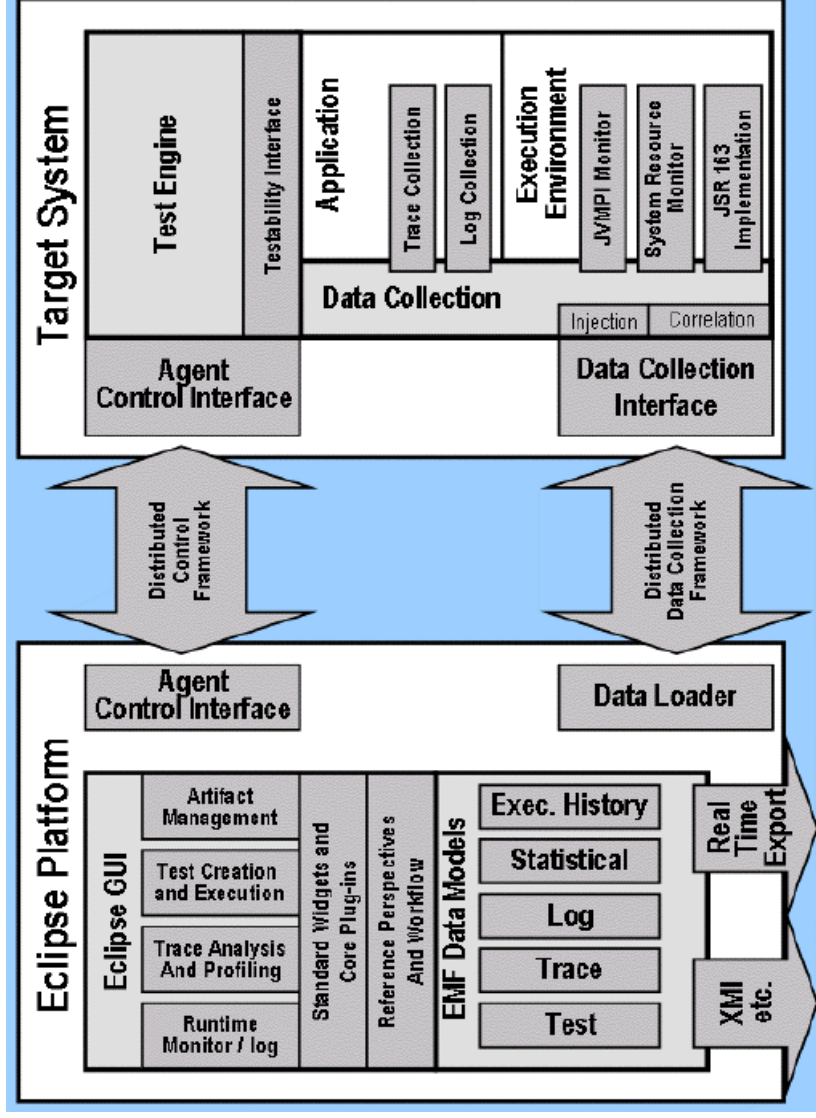 Target System
Test Engine
Testability Interface
Application
Trace Collection
Log Collection
Execution
Environment
JVMPI Monitor
System Resource
Monitor
JSR 163
Implementation
Data Collection
Injection
Correlation
Agent
Control Interface
Data Collection
Interface
Distributed
Control
Framework
Distributed
Data Collection
Framework
Eclipse Platform
Agent
Control Interface
Data Loader
Eclipse GUI
Artifact
Management
Test Creation
and Execution
Trace Analysis
And Profiling
Runtime
Monitor / log
Standard Widgets and
Core Plug-ins
Reference Perspectives
And Workflow
EMF Data Models
Exec. History
Statistical
Log
Trace
Test
Real
Time
Export
XMI
etc.